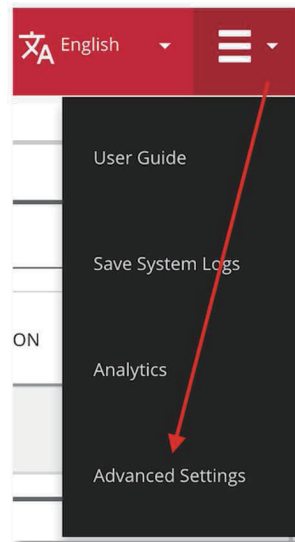 English
User Guide
Save System Logs
ON
Analytics
Advanced Settings